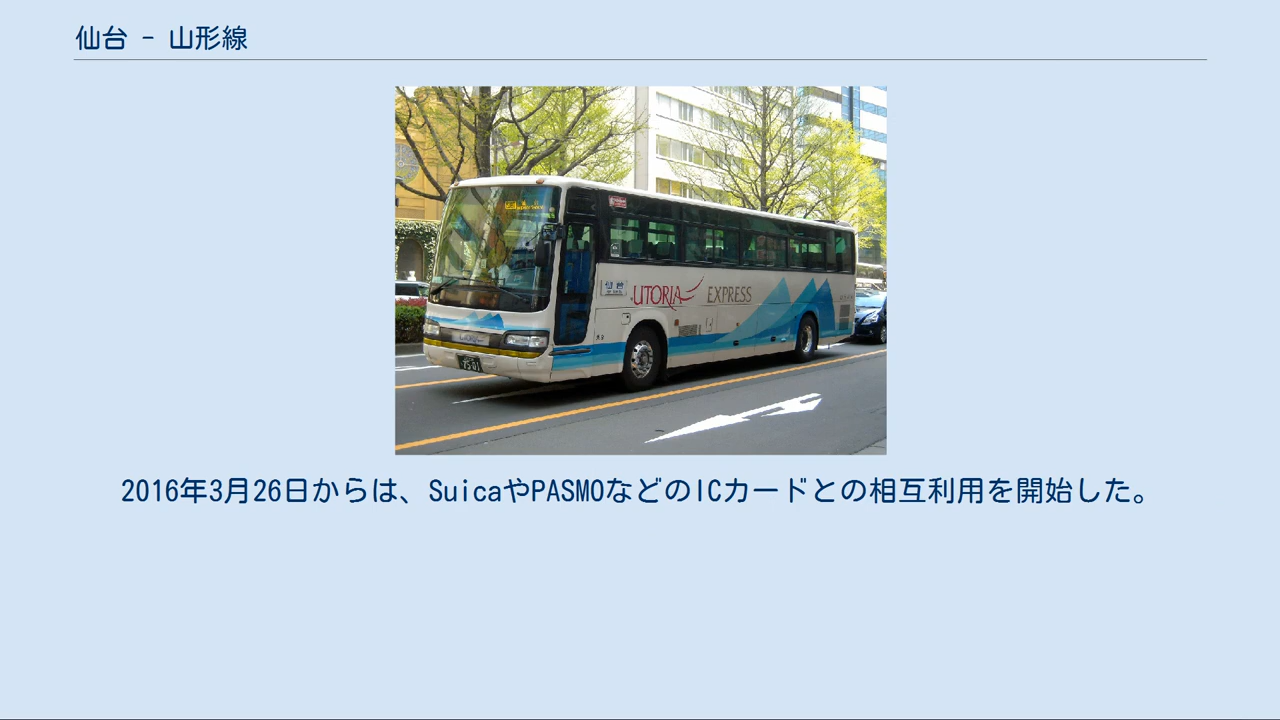 仙台 - 山形線
仙台
UTORIA EXPRESS
2016年3月26日からは、SuicaやPASMOなどのICカードとの相互利用を開始した。